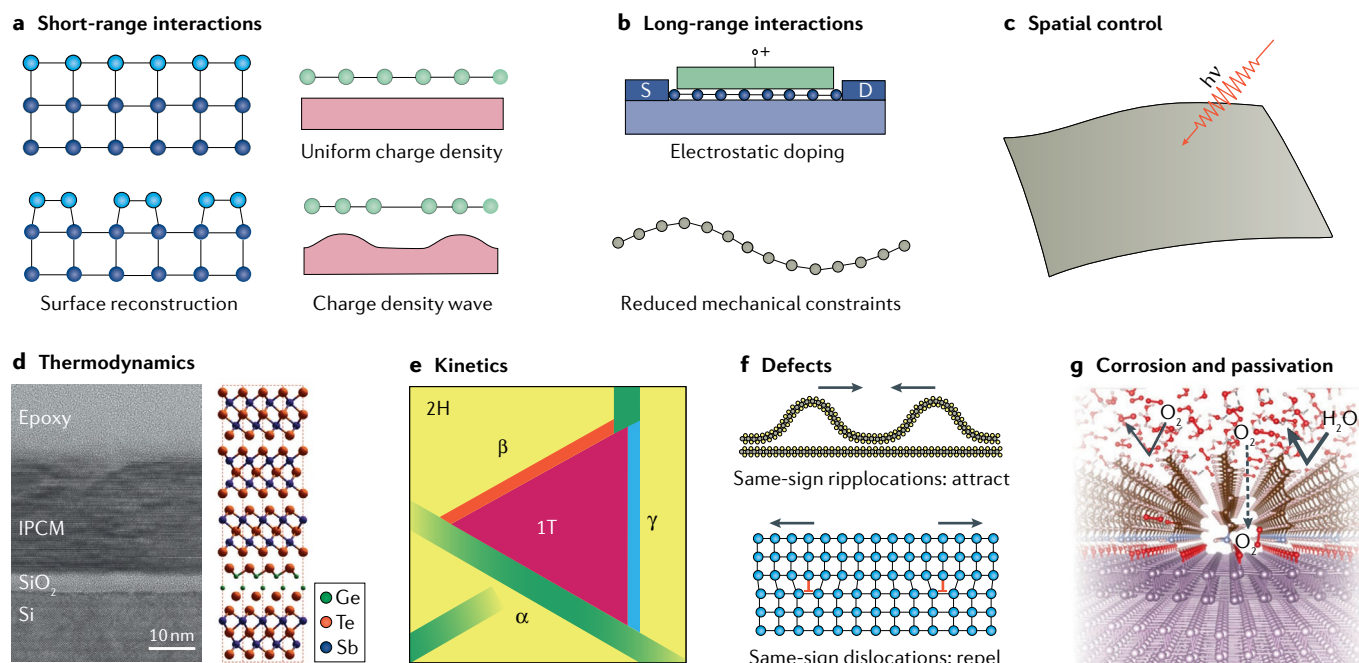 a Short-range interactions
Uniform charge density
Surface reconstruction
Charge density wave
b Long-range interactions
+
S
D
Electrostatic doping
Reduced mechanical constraints
c Spatial control
hν
d Thermodynamics
Epoxy
IPCM
SiO₂
Si
10 nm
Ge
Te
Sb
e Kinetics
2H
β
1T
γ
α
f Defects
Same-sign ripplocations: attract
Same-sign dislocations: repel
g Corrosion and passivation
O₂
O₂
H₂O
O₂